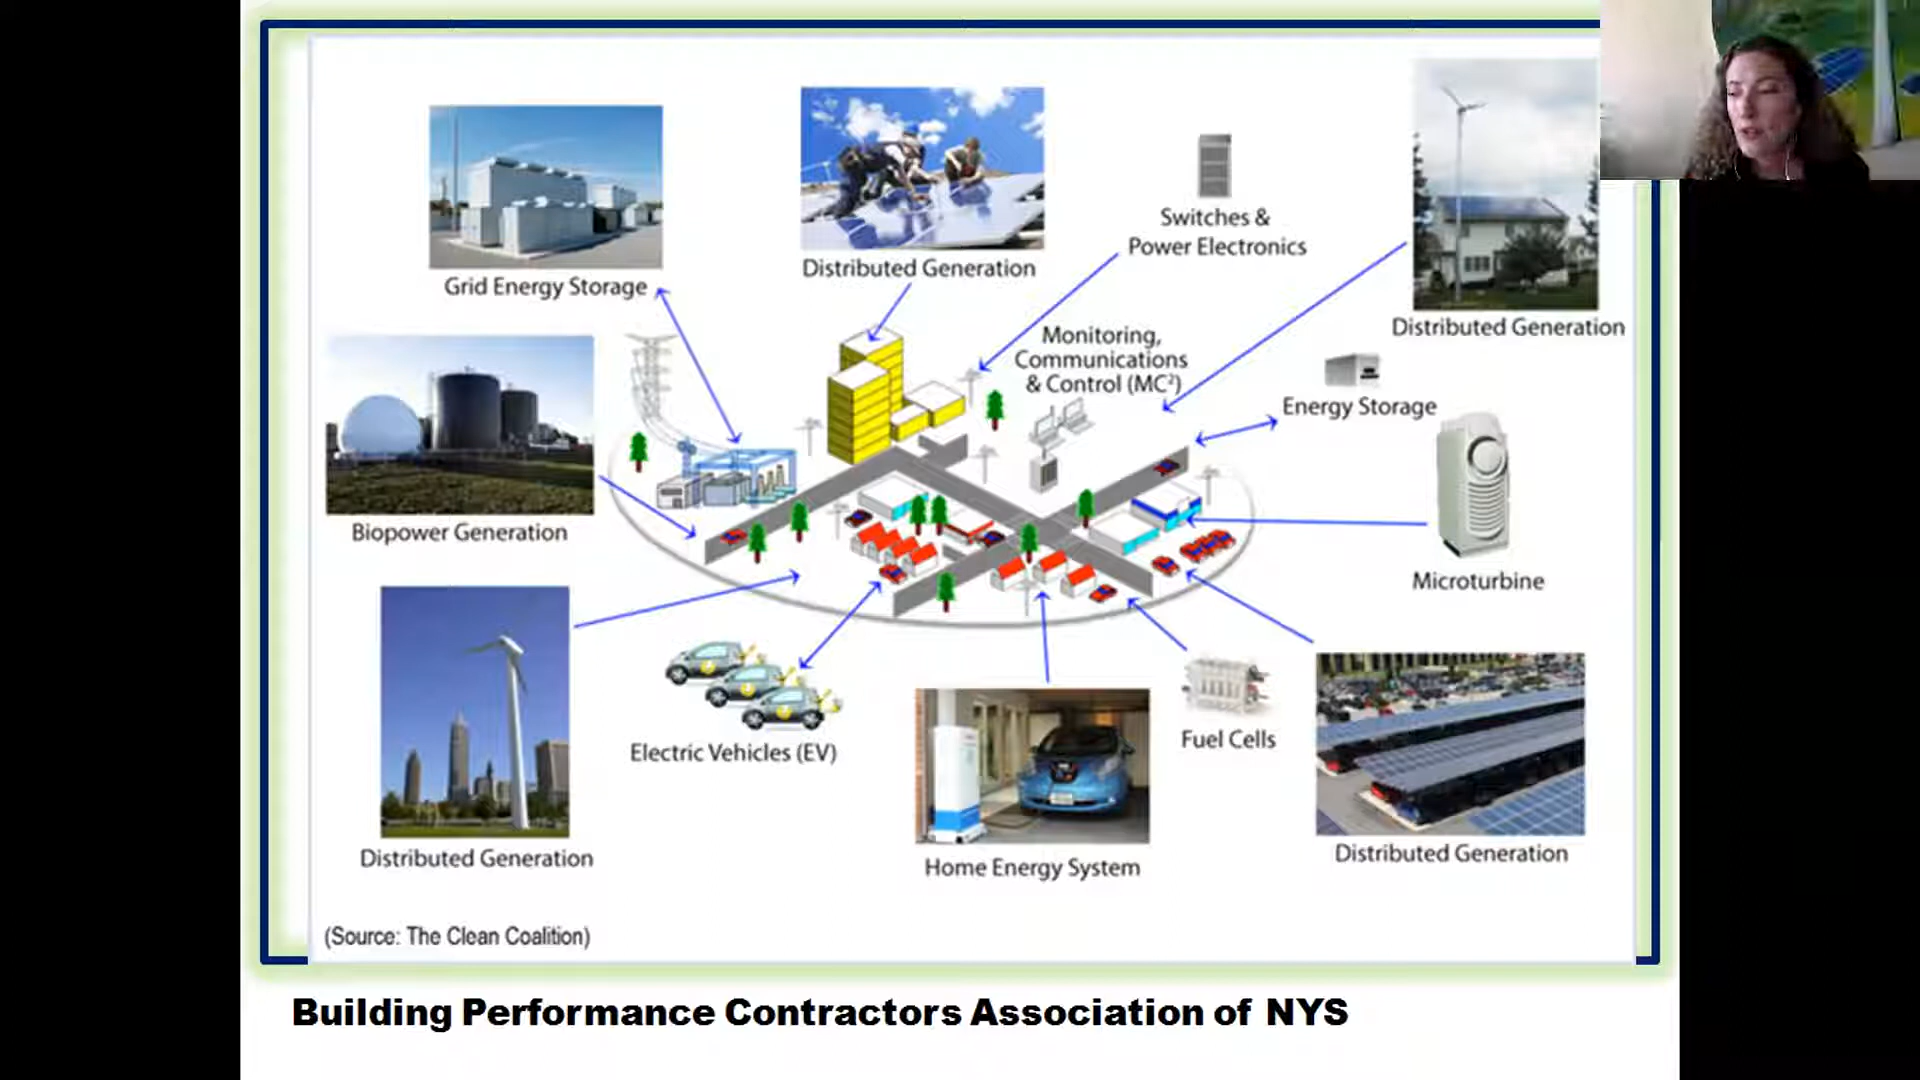 Switches &
Power Electronics
Distributed Generation
Grid Energy Storage
Distributed Generation
Monitoring,
Communications
& Control (MC²)
Energy Storage
Biopower Generation
Microturbine
Electric Vehicles (EV)
Fuel Cells
Distributed Generation
Home Energy System
Distributed Generation
(Source: The Clean Coalition)
Building Performance Contractors Association of NYS